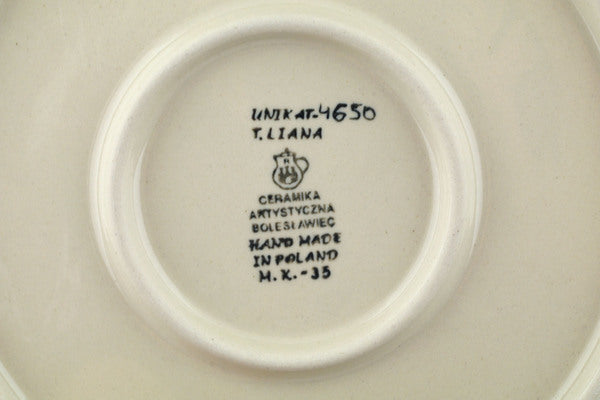 UNIKAT-4650
T. LIANA
CERAMIKA
ARTYSTYCZNA
BOLESŁAWIEC
HAND MADE
IN POLAND
M.K.-35